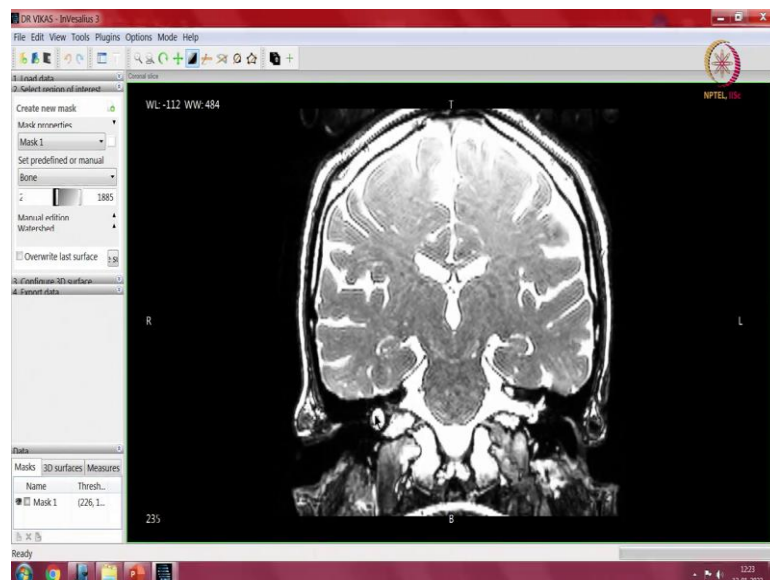 DR VIKAS - InVesalius 3
File Edit View Tools Plugins Options Mode Help
1. Load data
Coronal slice
2. Select region of interest
NPTEL, IISc
Create new mask
WL: -112 WW: 484
T
Mask properties
Mask 1
Set predefined or manual
Bone
1885
Manual edition
Watershed
Overwrite last surface
3. Configure 3D surface
4. Export data
R
L
Data
Masks 3D surfaces Measures
Name Thresh...
Mask 1 (226, 1...
235
B
Ready
12:23